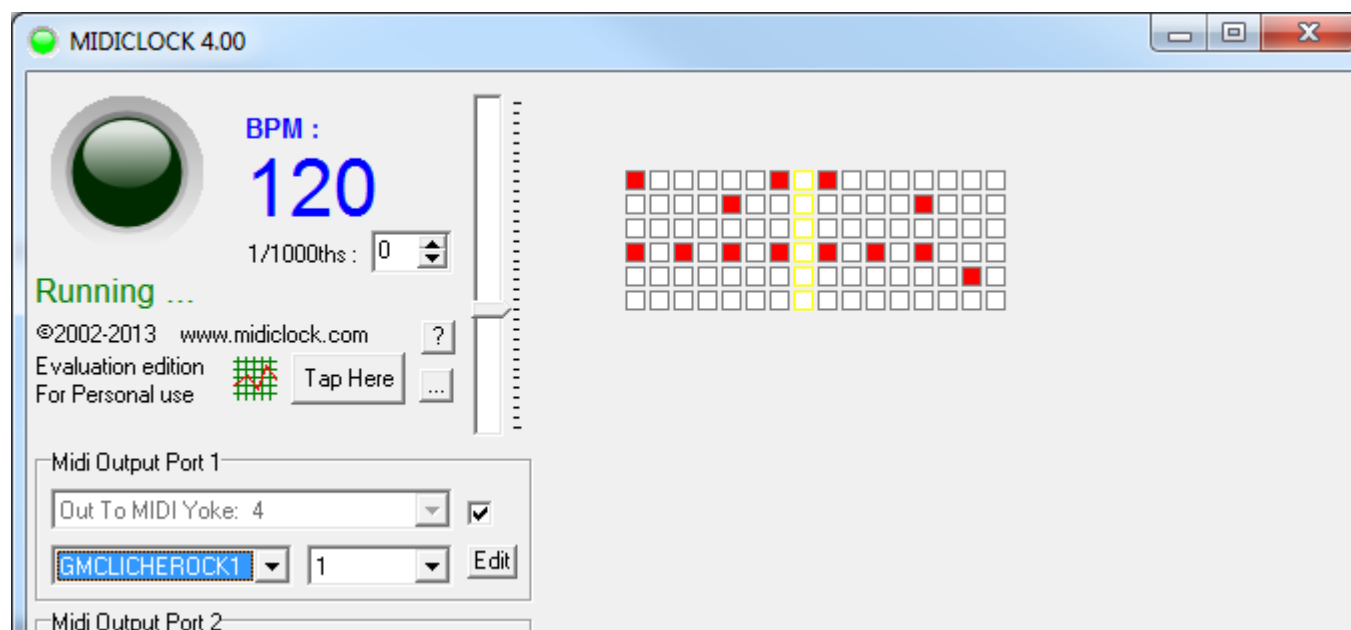 MIDICLOCK 4.00
BPM :
120
1/1000ths : 0
Running ...
©2002-2013 www.midiclock.com ?
Evaluation edition
For Personal use
Tap Here
...
Midi Output Port 1
Out To MIDI Yoke: 4
GMCLICHEROCK1 1 Edit
Midi Output Port 2